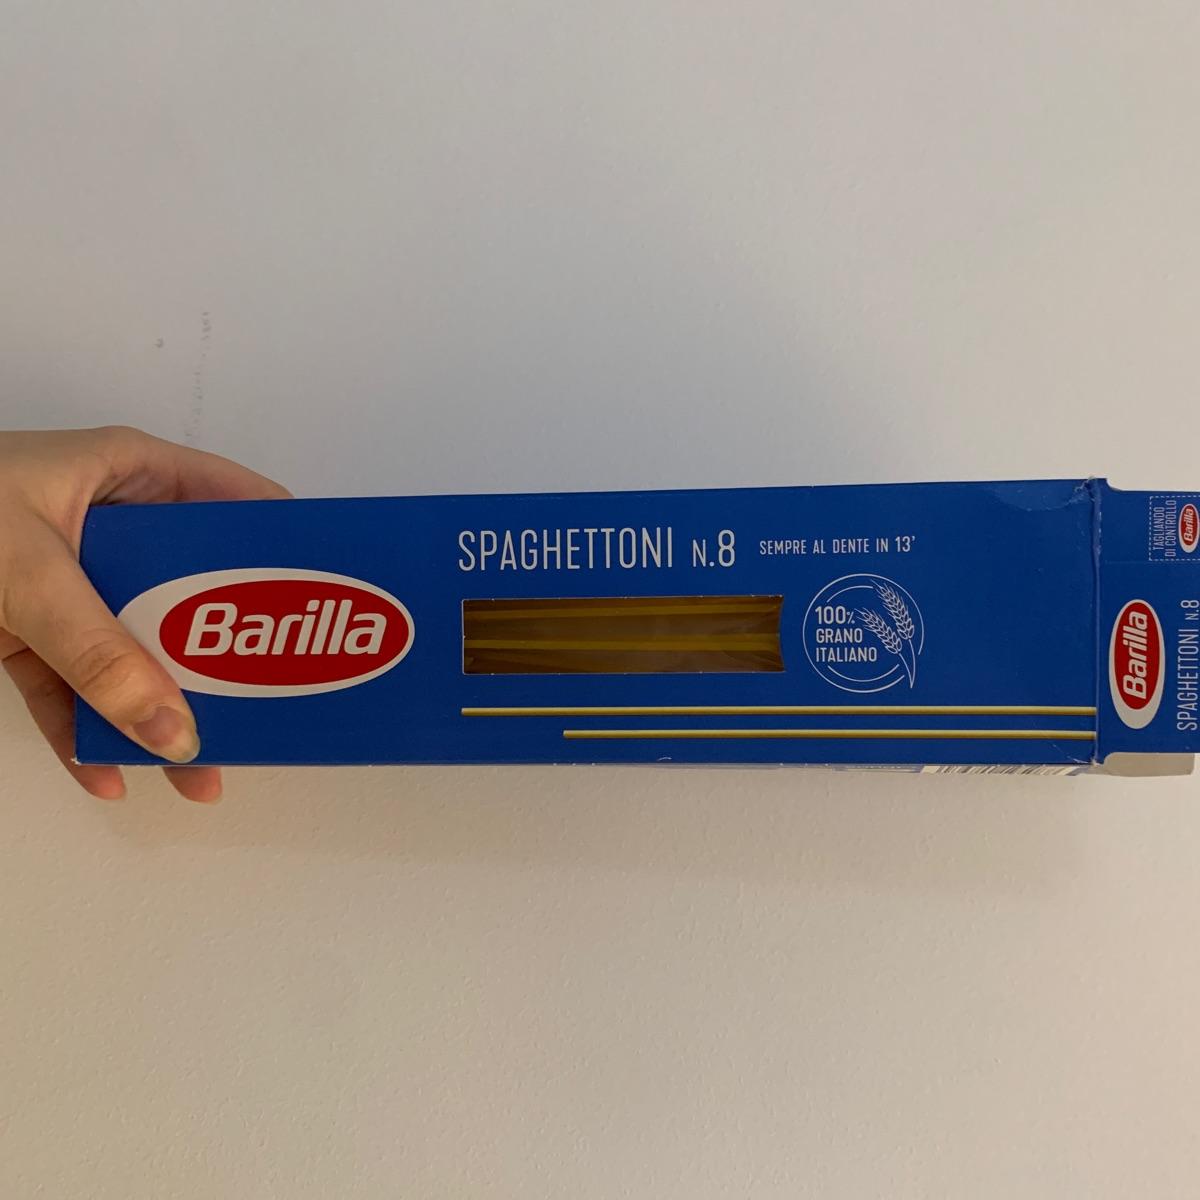 Barilla
SPAGHETTONI N.8
SEMPRE AL DENTE IN 13'
100%
GRANO
ITALIANO
TAGLIANDO
DI CONTROLLO
Barilla
Barilla
SPAGHETTONI N.8